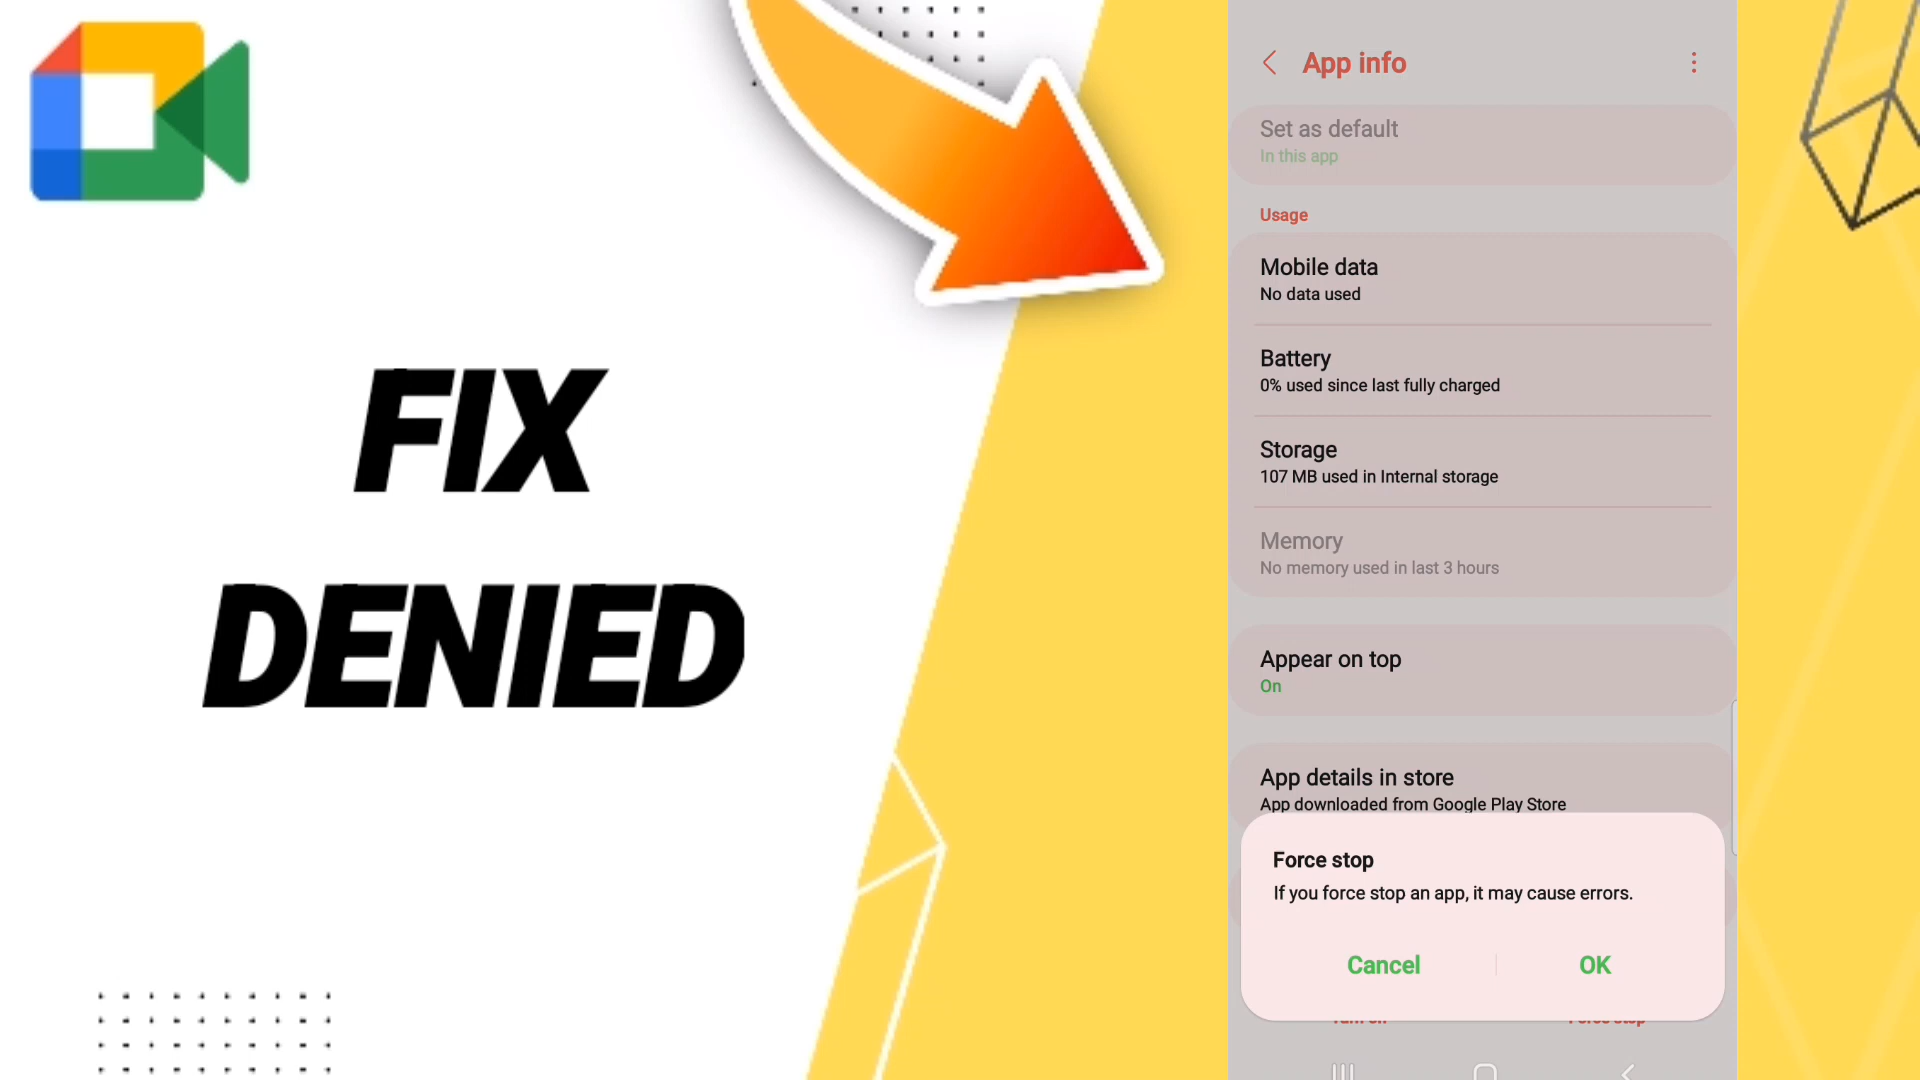 FIX
DENIED
App info
Set as default
In this app
Usage
Mobile data
No data used
Battery
0% used since last fully charged
Storage
107 MB used in Internal storage
Memory
No memory used in last 3 hours
Appear on top
On
App details in store
App downloaded from Google Play Store
Force stop
If you force stop an app, it may cause errors.
Cancel
OK